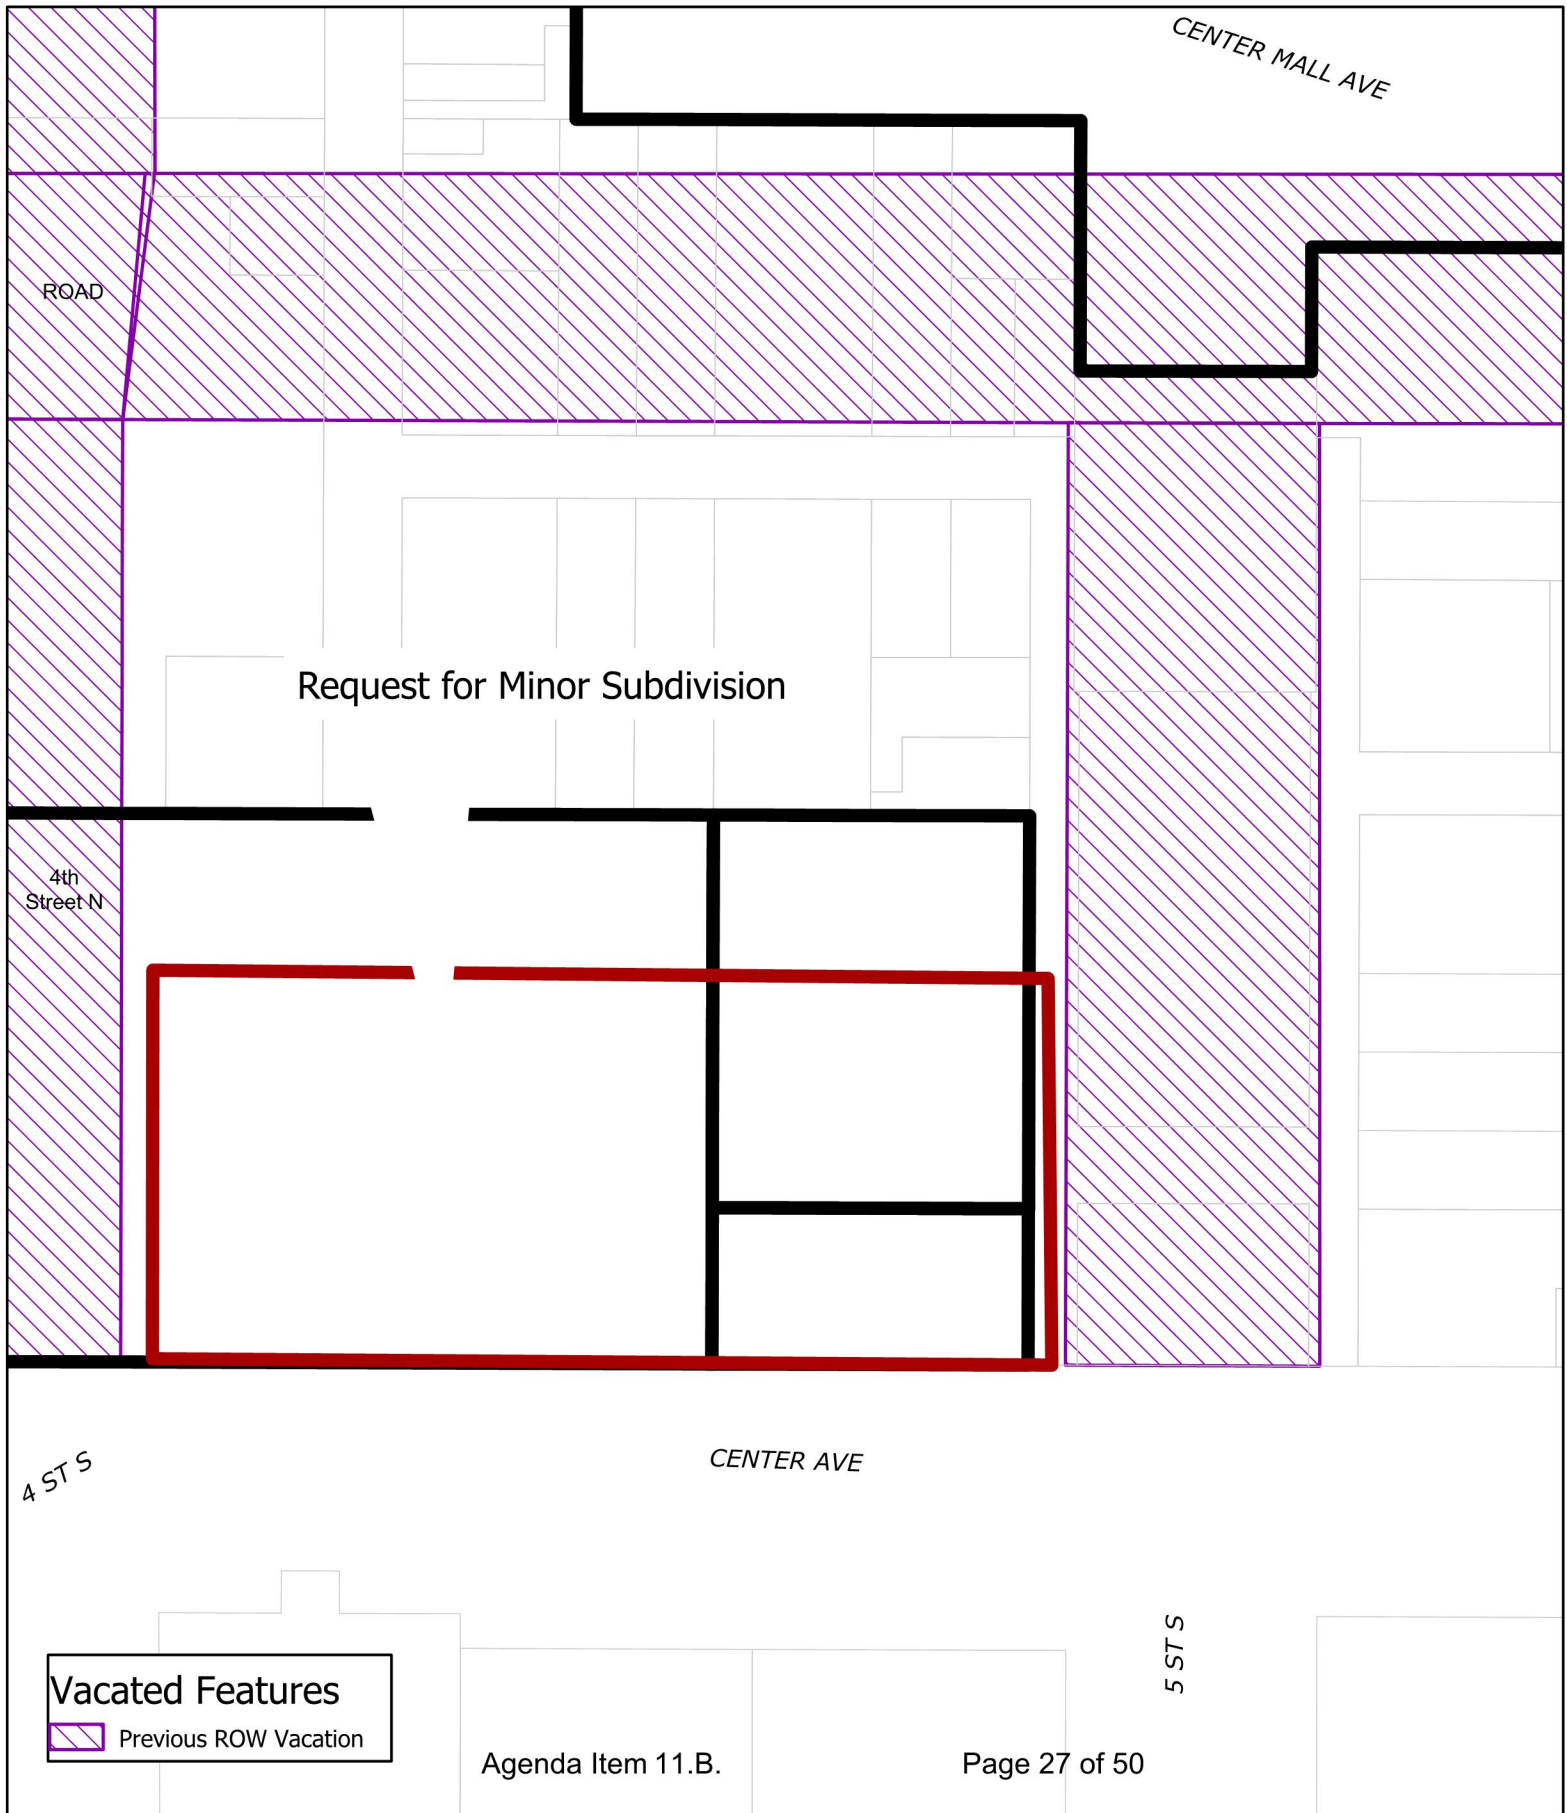 CENTER MALL AVE
ROAD
Request for Minor Subdivision
4th
Street N
CENTER AVE
4 ST S
5 ST S
Vacated Features
Previous ROW Vacation
Agenda Item 11.B.
Page 27 of 50